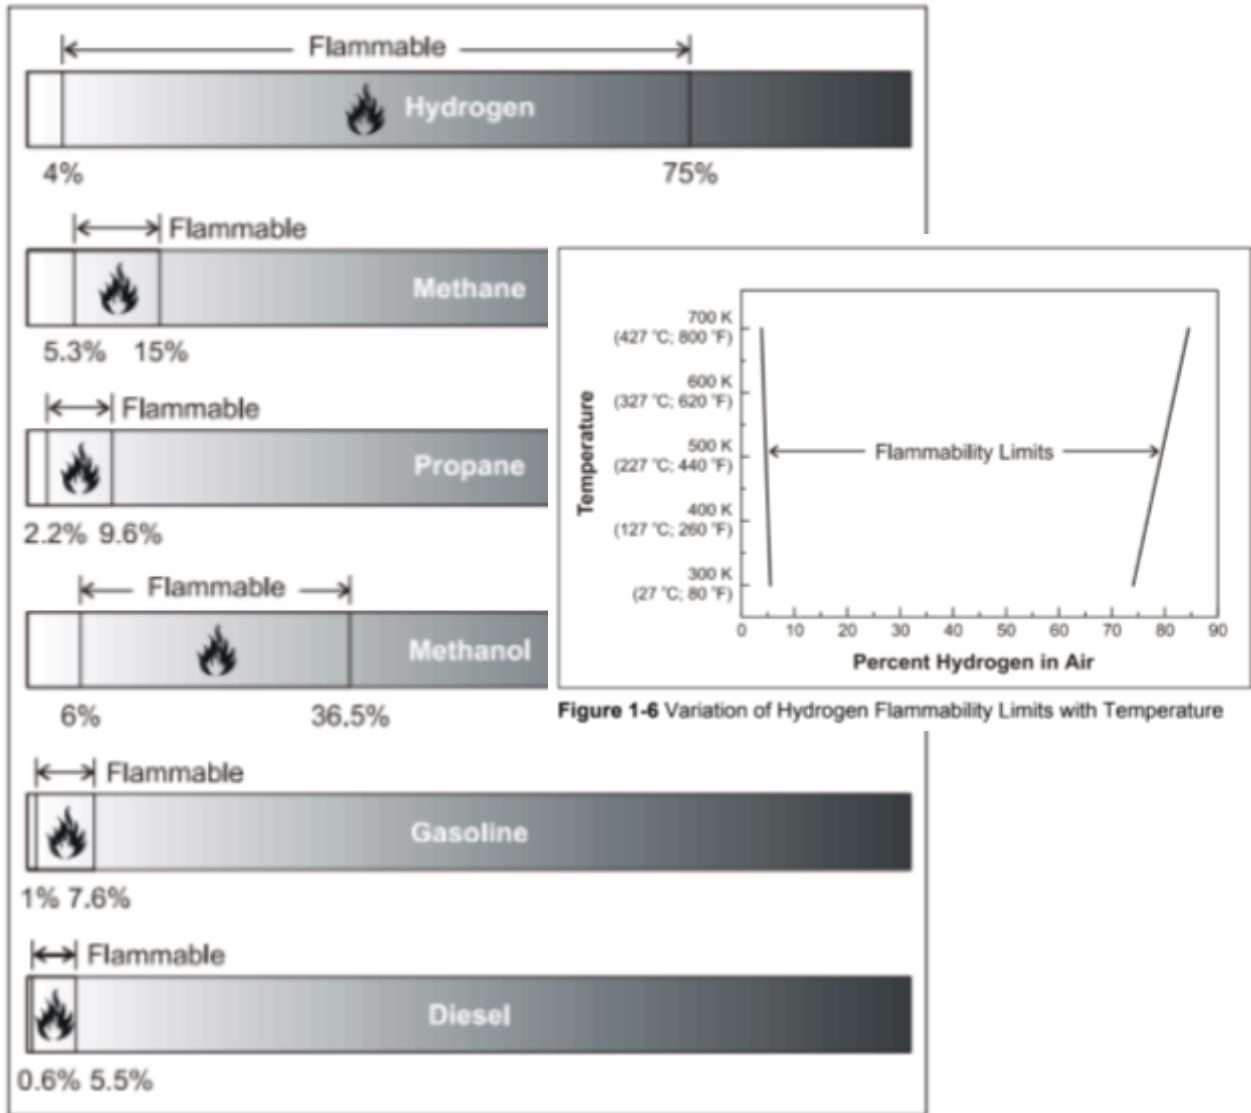 Flammable
Hydrogen
4% 75%
Flammable
Methane
5.3% 15%
Flammable
Propane
2.2% 9.6%
Flammable
Methanol
6% 36.5%
Flammable
Gasoline
1% 7.6%
Flammable
Diesel
0.6% 5.5%
Temperature
700 K
(427 °C; 800 °F)
600 K
(327 °C; 620 °F)
500 K
(227 °C; 440 °F)
400 K
(127 °C; 260 °F)
300 K
(27 °C; 80 °F)
Flammability Limits
0 10 20 30 40 50 60 70 80 90
Percent Hydrogen in Air
Figure 1-6 Variation of Hydrogen Flammability Limits with Temperature